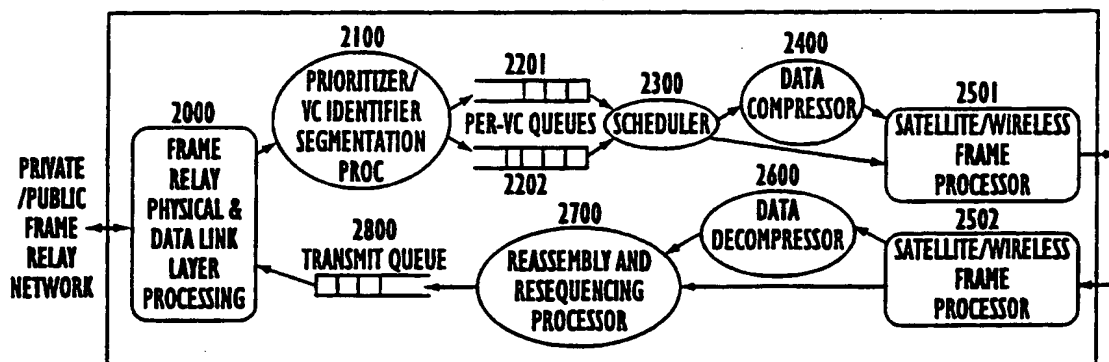 PRIVATE
/PUBLIC
FRAME
RELAY
NETWORK
2000
FRAME
RELAY
PHYSICAL &
DATA LINK
LAYER
PROCESSING
2100
PRIORITIZER/
VC IDENTIFIER
SEGMENTATION
PROC
2201
PER-VC QUEUES
2202
2300
SCHEDULER
2400
DATA
COMPRESSOR
2501
SATELLITE/WIRELESS
FRAME
PROCESSOR
2502
SATELLITE/WIRELESS
FRAME
PROCESSOR
2600
DATA
DECOMPRESSOR
2700
REASSEMBLY AND
RESEQUENCING
PROCESSOR
2800
TRANSMIT QUEUE